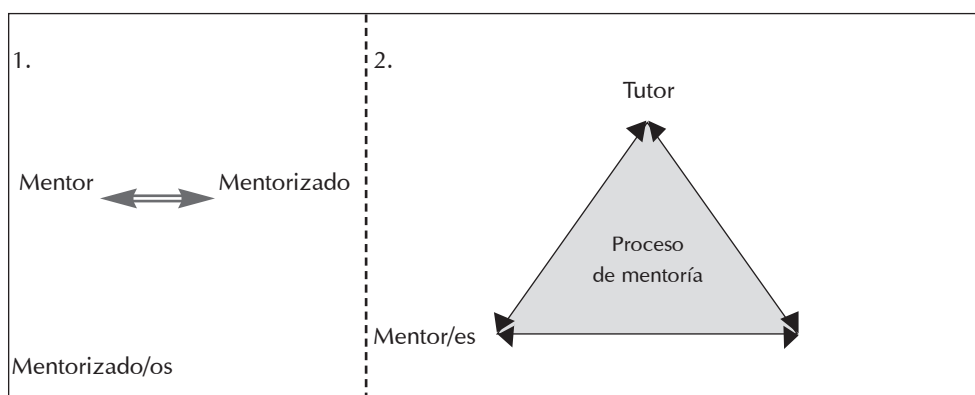 1.
2.
Tutor
Mentor
Mentorizado
Proceso
de mentoría
Mentor/es
Mentorizado/os